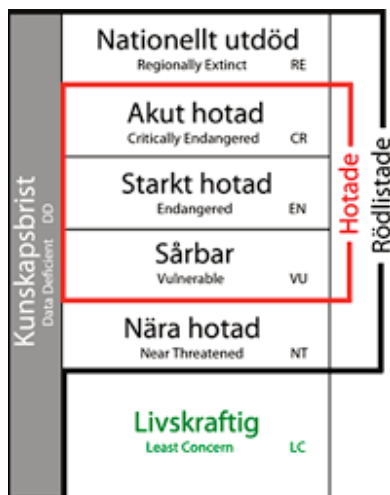 Nationellt utdöd
Regionally Extinct RE
Akut hotad
Critically Endangered CR
Starkt hotad
Endangered EN
Sårbar
Vulnerable VU
Nära hotad
Near Threatened NT
Livskraftig
Least Concern LC
Kunskapsbrist
Data Deficient DD
Hotade
Rödlistade